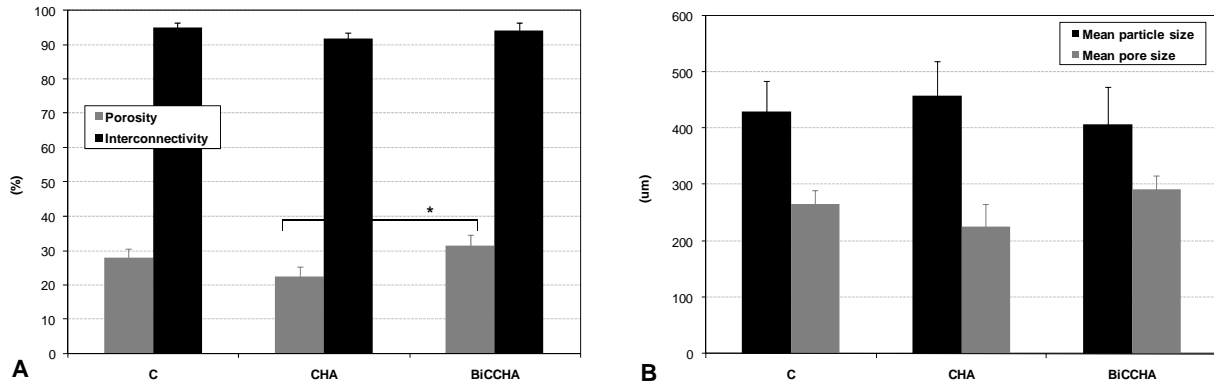 100
90
80
70
60
50
40
30
20
10
0
(%)
Porosity
Interconnectivity
*
C CHA BiCCHA
A
600
500
400
300
200
100
0
(um)
Mean particle size
Mean pore size
C CHA BiCCHA
B